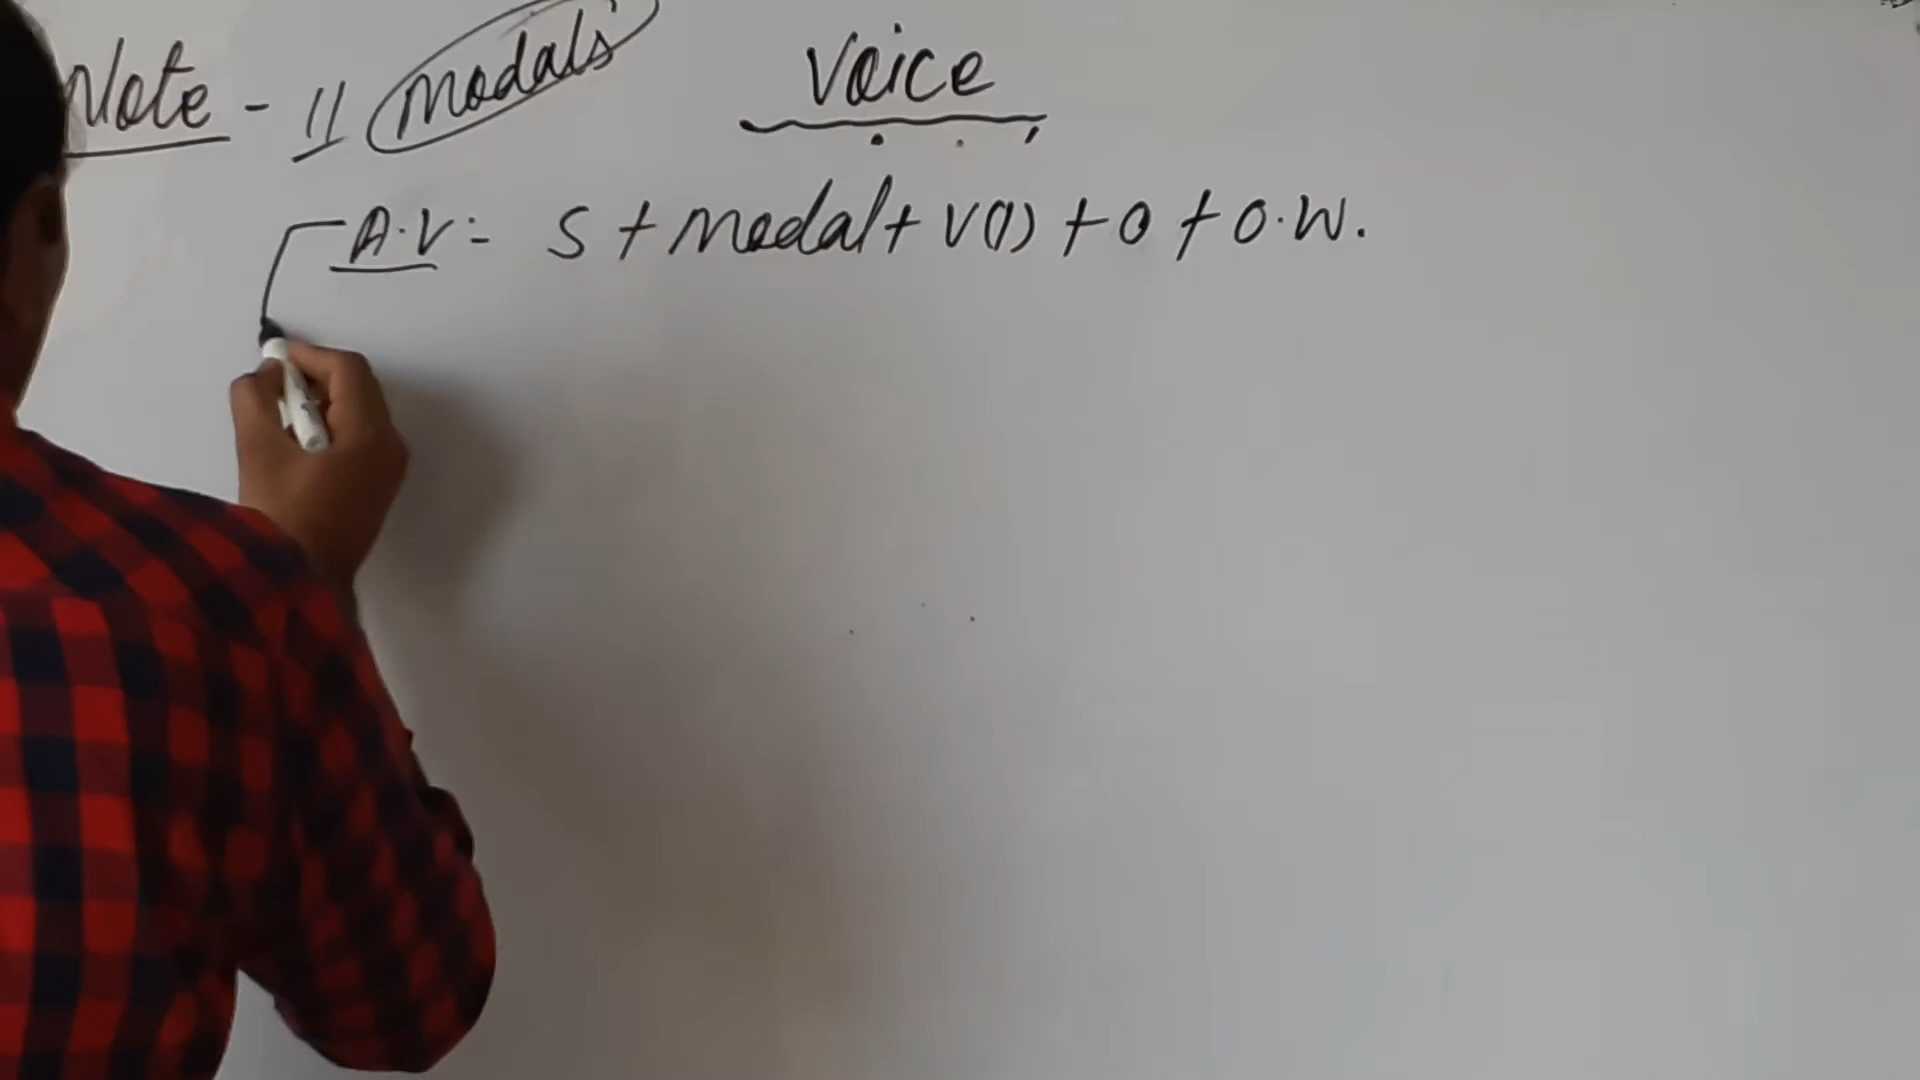 Note - 11 Modals Voice
A.V = S + Modal + V(1) + O + O.W.